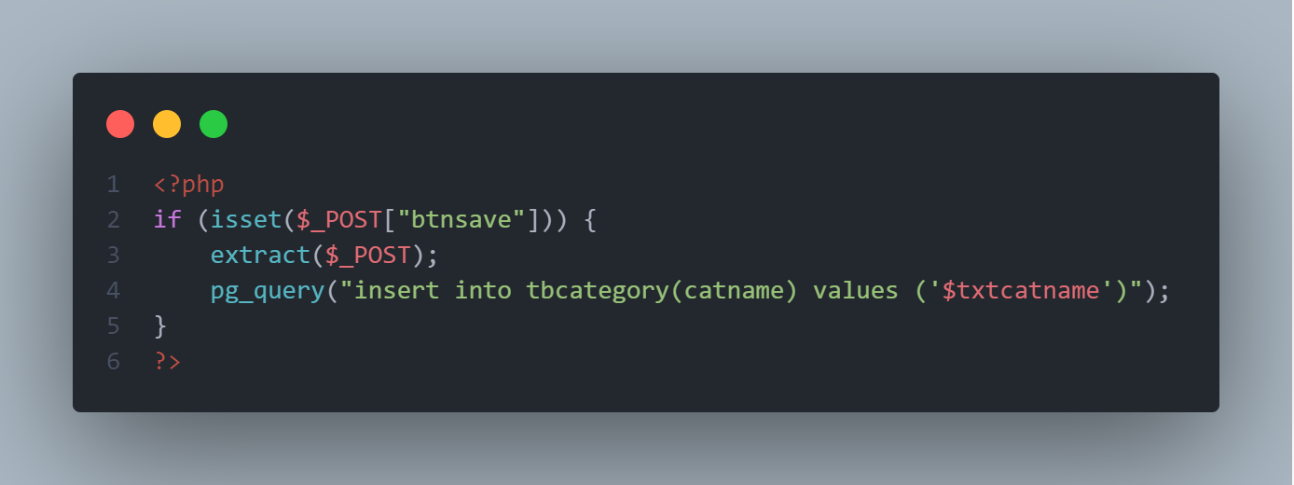 1 <?php
2 if (isset($_POST["btnsave"])) {
3     extract($_POST);
4     pg_query("insert into tbcategory(catname) values ('$txtcatname')");
5 }
6 ?>